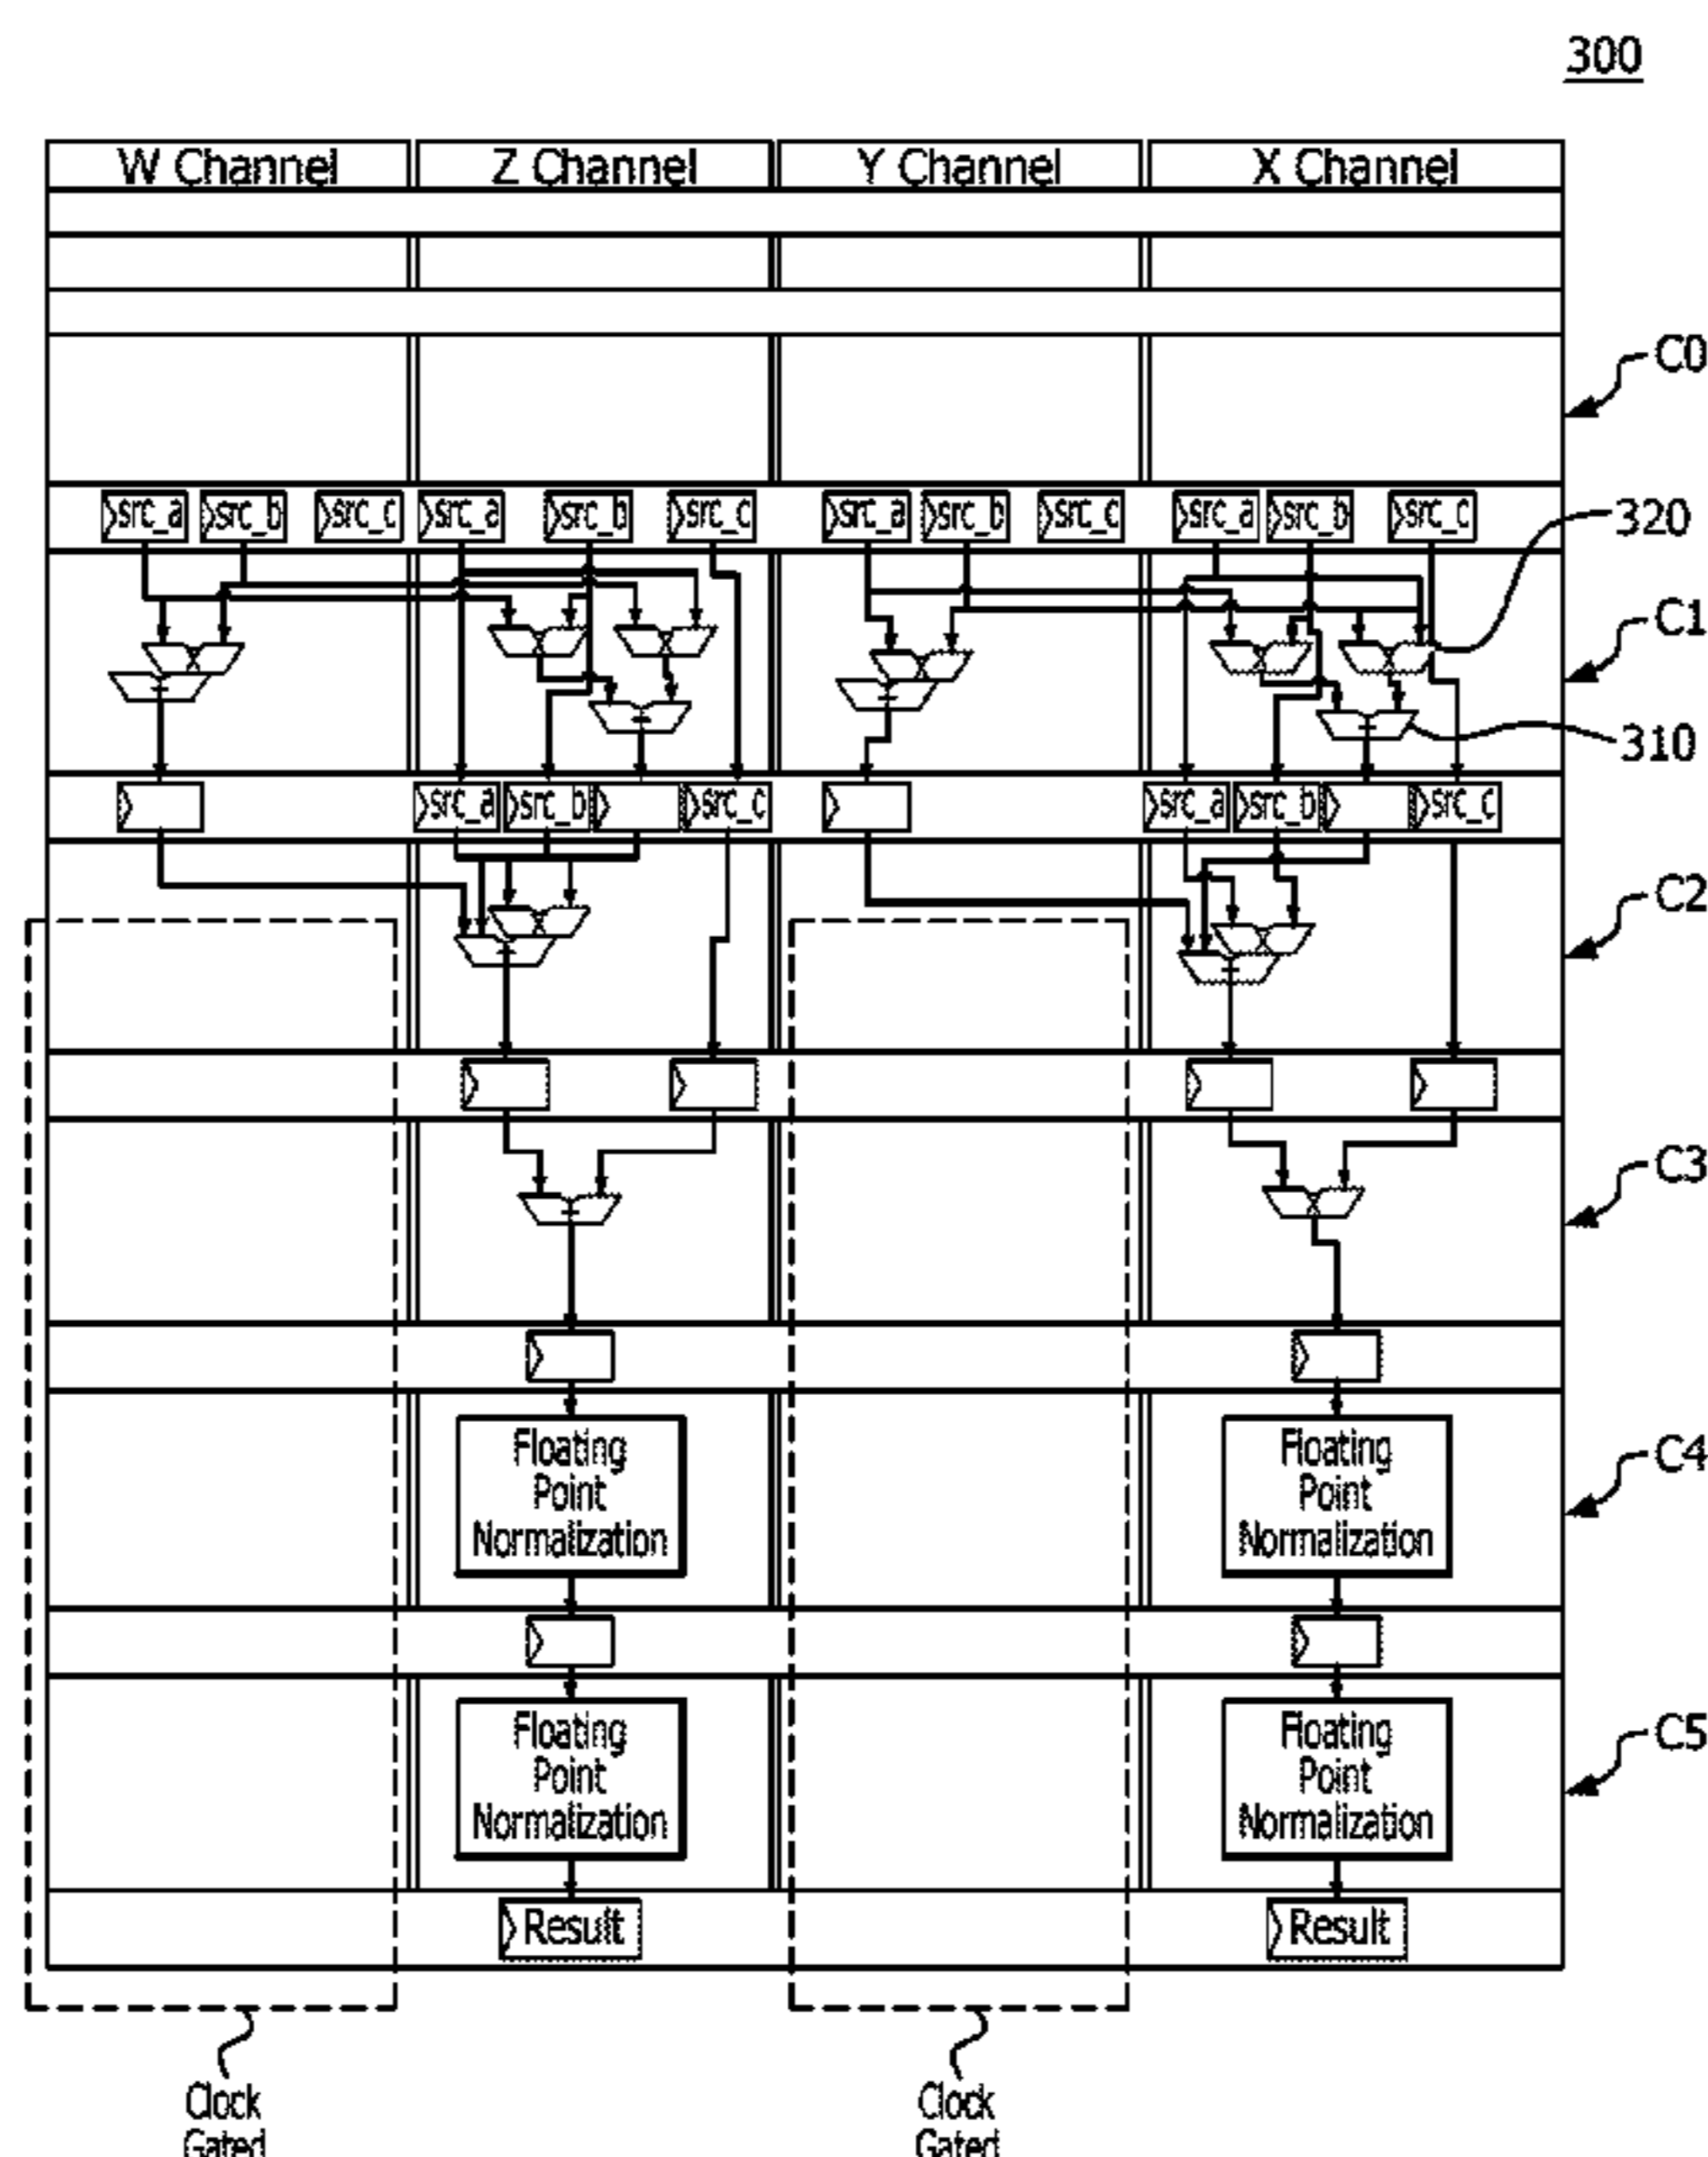 300
W Channel Z Channel Y Channel X Channel
C0
src_a src_b src_c src_a src_b src_c src_a src_b src_c src_a src_b src_c
320
C1
310
src_a src_b src_c src_a src_b src_c
C2
C3
Floating Point Normalization
Floating Point Normalization
C4
Floating Point Normalization
Floating Point Normalization
C5
Result Result
Clock Gated
Clock Gated